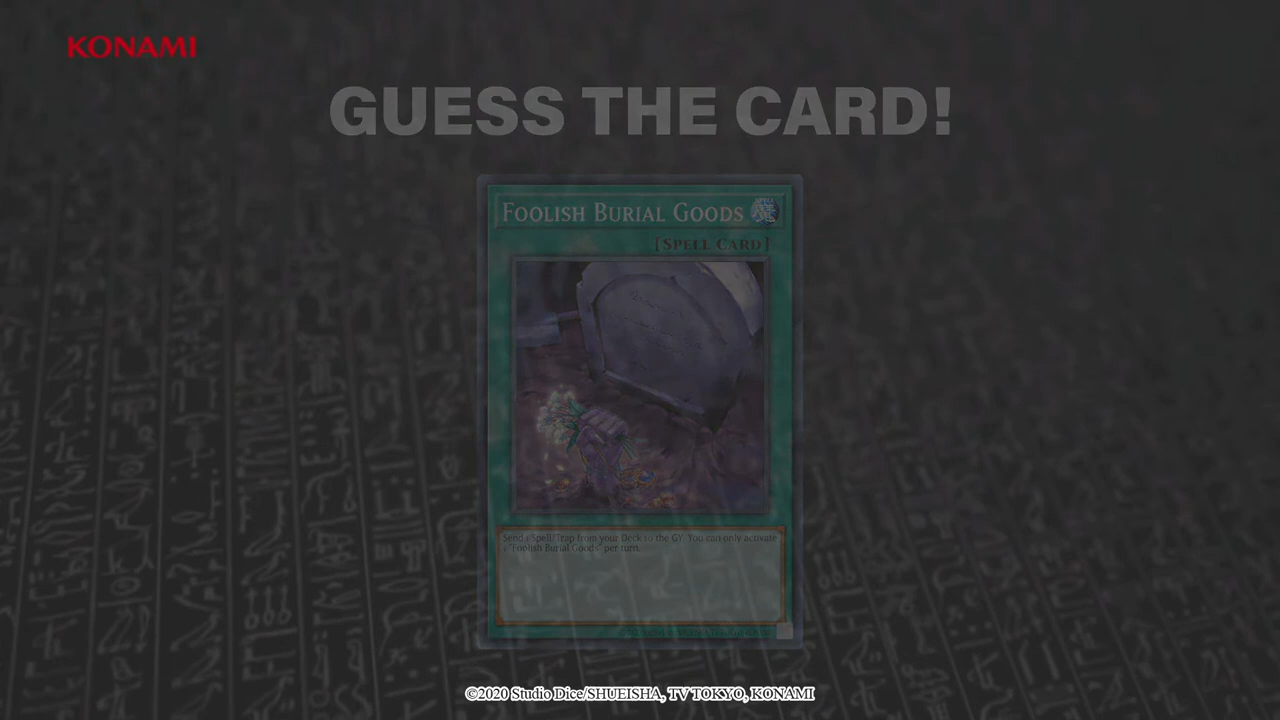 KONAMI
GUESS THE CARD!
FOOLISH BURIAL GOODS
[SPELL CARD]
Send 1 Spell/Trap from your Deck to the GY. You can only activate
1 "Foolish Burial Goods" per turn.
©2020 Studio Dice/SHUEISHA, TV TOKYO, KONAMI